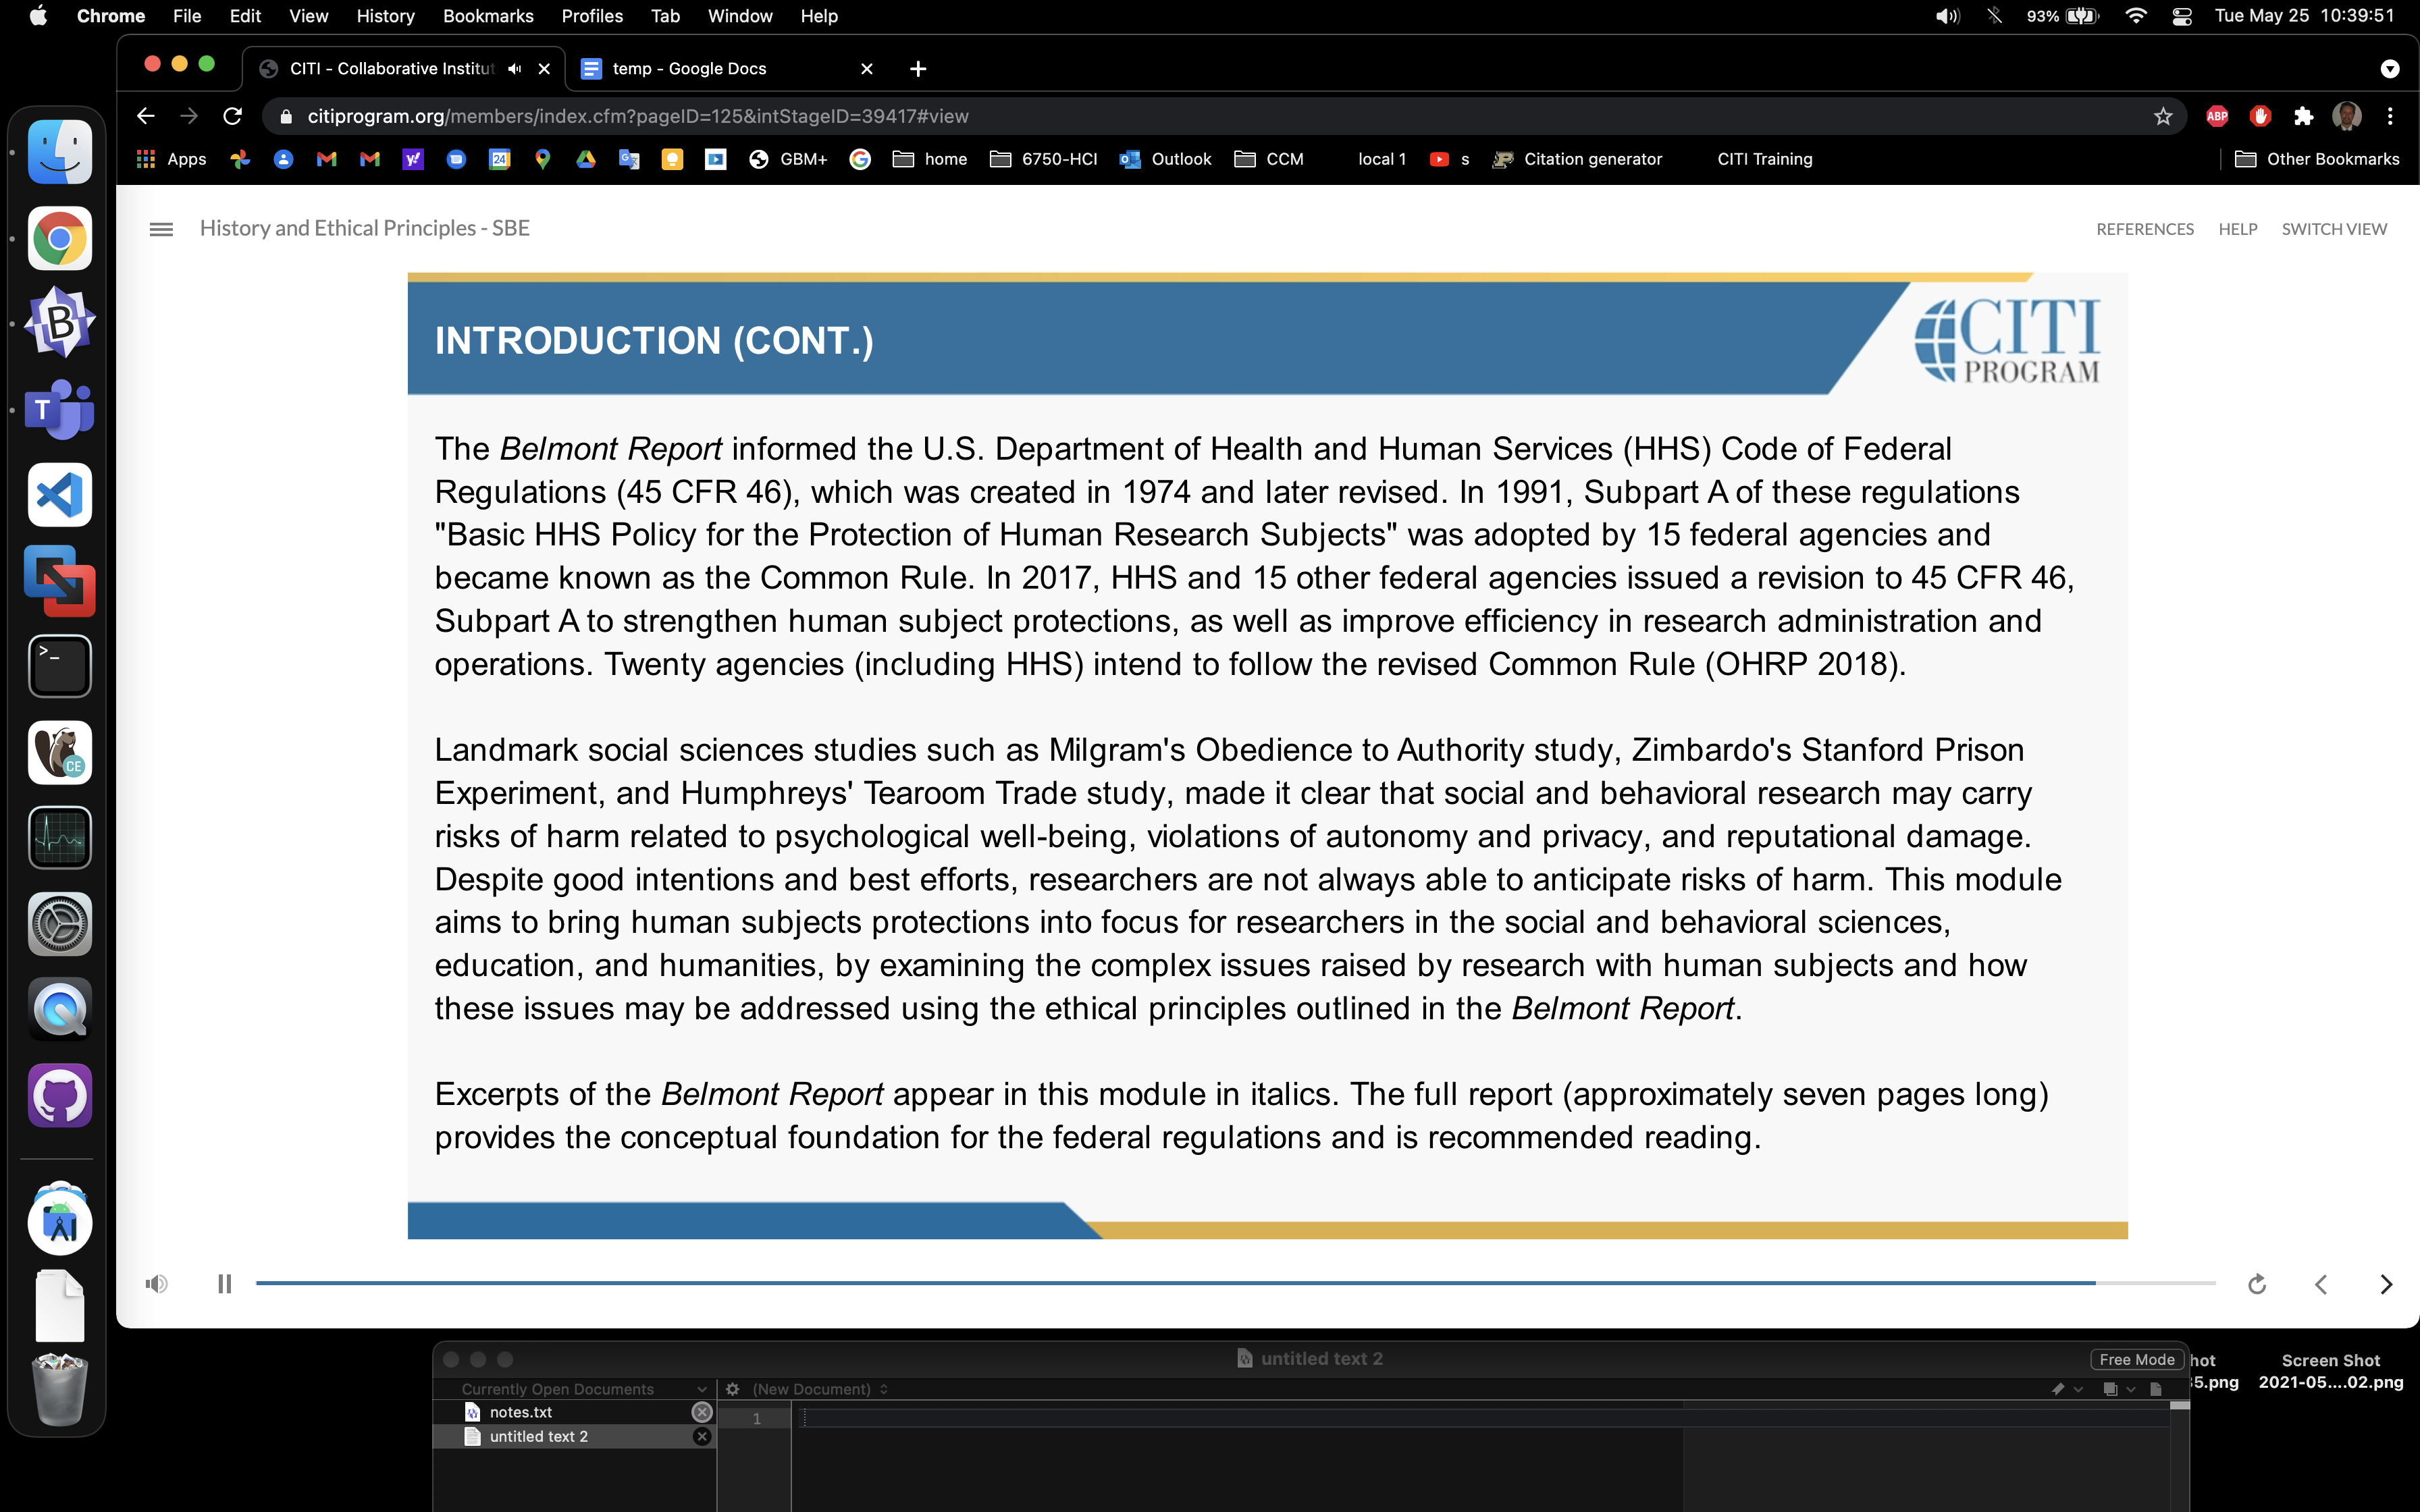 Chrome File Edit View History Bookmarks Profiles Tab Window Help 93% Tue May 25 10:39:51
CITI - Collaborative Institut temp - Google Docs
citiprogram.org/members/index.cfm?pageID=125&intStageID=39417#view ABP
Apps 24 GBM+ home 6750-HCI Outlook CCM local 1 s Citation generator CITI Training Other Bookmarks
History and Ethical Principles - SBE REFERENCES HELP SWITCH VIEW
INTRODUCTION (CONT.)
CITI
PROGRAM
The Belmont Report informed the U.S. Department of Health and Human Services (HHS) Code of Federal
Regulations (45 CFR 46), which was created in 1974 and later revised. In 1991, Subpart A of these regulations
"Basic HHS Policy for the Protection of Human Research Subjects" was adopted by 15 federal agencies and
became known as the Common Rule. In 2017, HHS and 15 other federal agencies issued a revision to 45 CFR 46,
Subpart A to strengthen human subject protections, as well as improve efficiency in research administration and
operations. Twenty agencies (including HHS) intend to follow the revised Common Rule (OHRP 2018).
Landmark social sciences studies such as Milgram's Obedience to Authority study, Zimbardo's Stanford Prison
Experiment, and Humphreys' Tearoom Trade study, made it clear that social and behavioral research may carry
risks of harm related to psychological well-being, violations of autonomy and privacy, and reputational damage.
Despite good intentions and best efforts, researchers are not always able to anticipate risks of harm. This module
aims to bring human subjects protections into focus for researchers in the social and behavioral sciences,
education, and humanities, by examining the complex issues raised by research with human subjects and how
these issues may be addressed using the ethical principles outlined in the Belmont Report.
Excerpts of the Belmont Report appear in this module in italics. The full report (approximately seven pages long)
provides the conceptual foundation for the federal regulations and is recommended reading.
untitled text 2 Free Mode hot Screen Shot
Currently Open Documents (New Document) 35.png 2021-05....02.png
notes.txt 1
untitled text 2